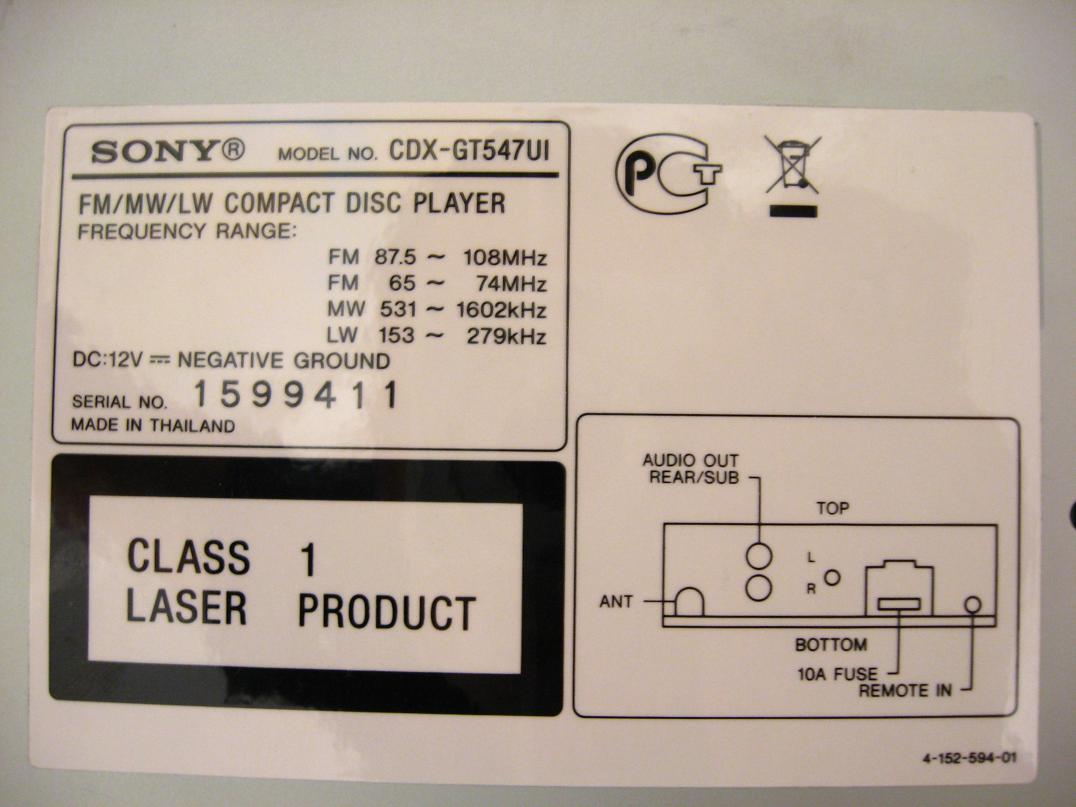 SONY® MODEL NO. CDX-GT547UI
FM/MW/LW COMPACT DISC PLAYER
FREQUENCY RANGE:
FM 87.5 ~ 108MHz
FM 65 ~ 74MHz
MW 531 ~ 1602kHz
LW 153 ~ 279kHz
DC:12V ⎓ NEGATIVE GROUND
SERIAL NO. 1599411
MADE IN THAILAND
CLASS 1
LASER PRODUCT
PCT
AUDIO OUT
REAR/SUB
TOP
L
R
ANT
BOTTOM
10A FUSE
REMOTE IN
4-152-594-01